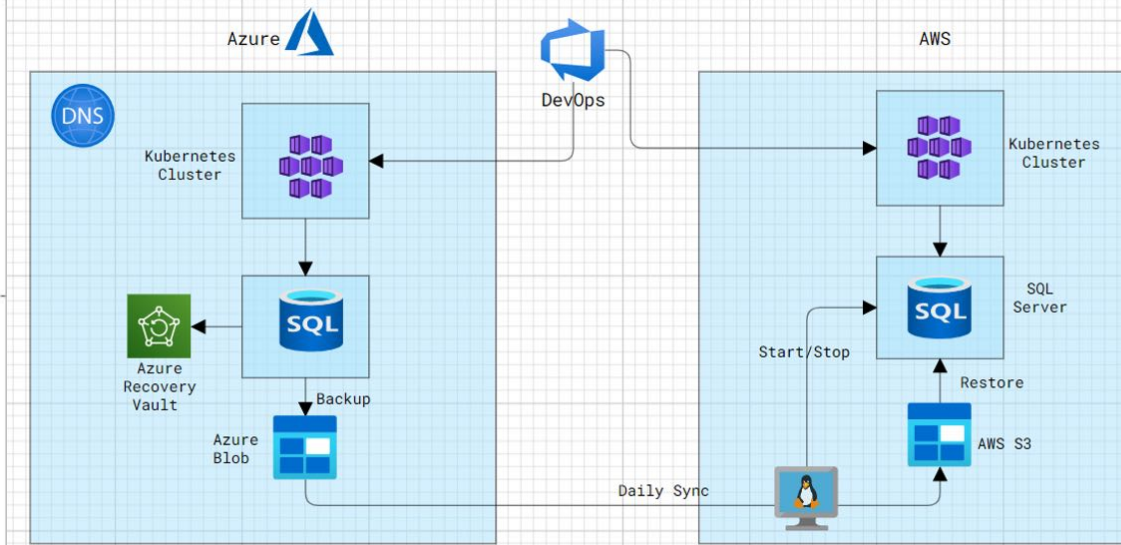 Azure
AWS
DevOps
DNS
Kubernetes
Cluster
Kubernetes
Cluster
SQL
SQL
SQL
Server
Start/Stop
Azure
Recovery
Vault
Backup
Restore
Azure
Blob
AWS S3
Daily Sync